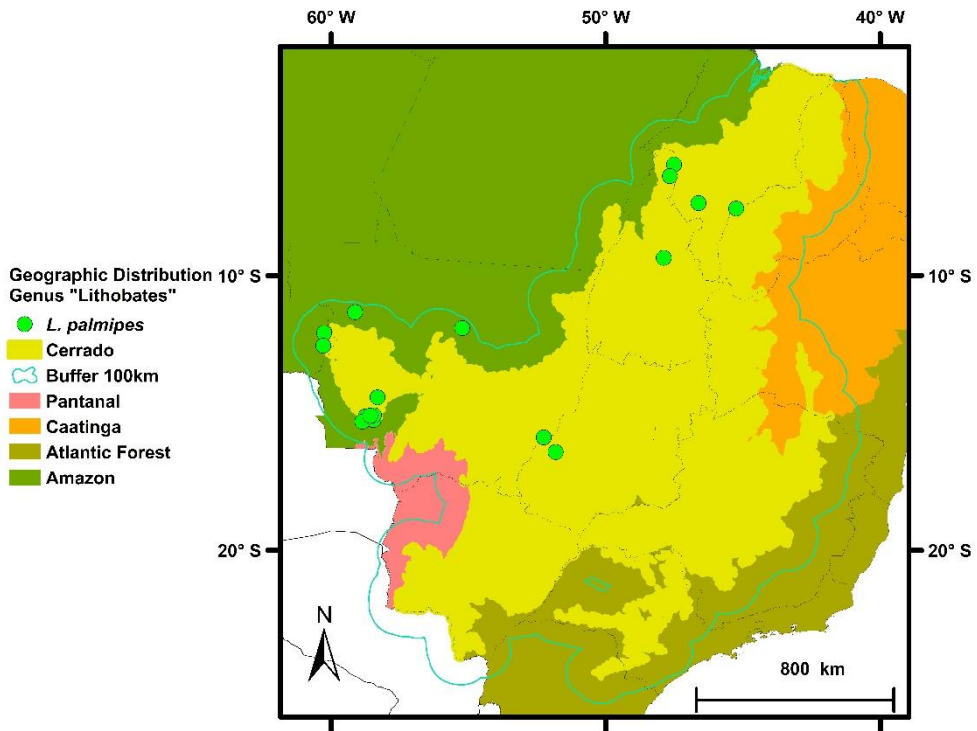 60° W 50° W 40° W
Geographic Distribution
Genus "Lithobates"
L. palmipes
Cerrado
Buffer 100km
Pantanal
Caatinga
Atlantic Forest
Amazon
10° S 10° S
20° S 20° S
N
800 km